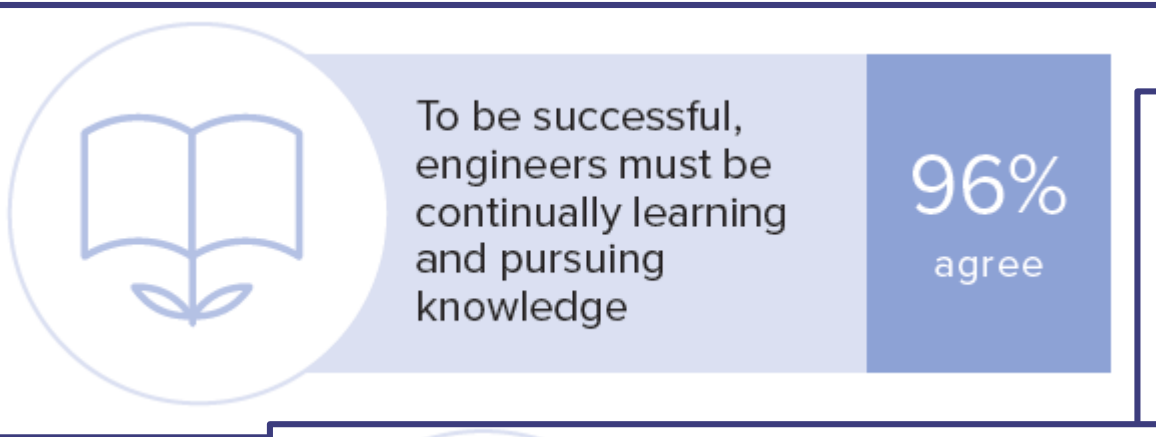 To be successful,
engineers must be
continually learning
and pursuing
knowledge
96%
agree